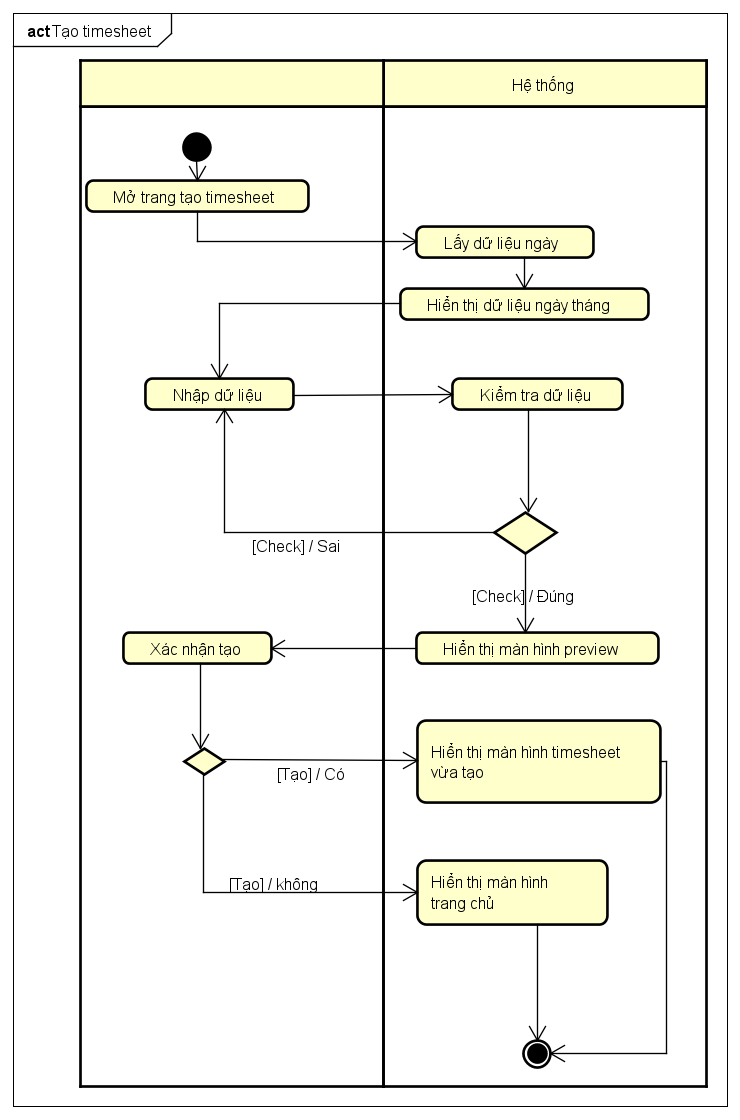 act Tạo timesheet
Hệ thống
Mở trang tạo timesheet
Lấy dữ liệu ngày
Hiển thị dữ liệu ngày tháng
Nhập dữ liệu
Kiểm tra dữ liệu
[Check] / Sai
[Check] / Đúng
Xác nhận tạo
Hiển thị màn hình preview
Hiển thị màn hình timesheet
vừa tạo
[Tạo] / Có
[Tạo] / không
Hiển thị màn hình
trang chủ